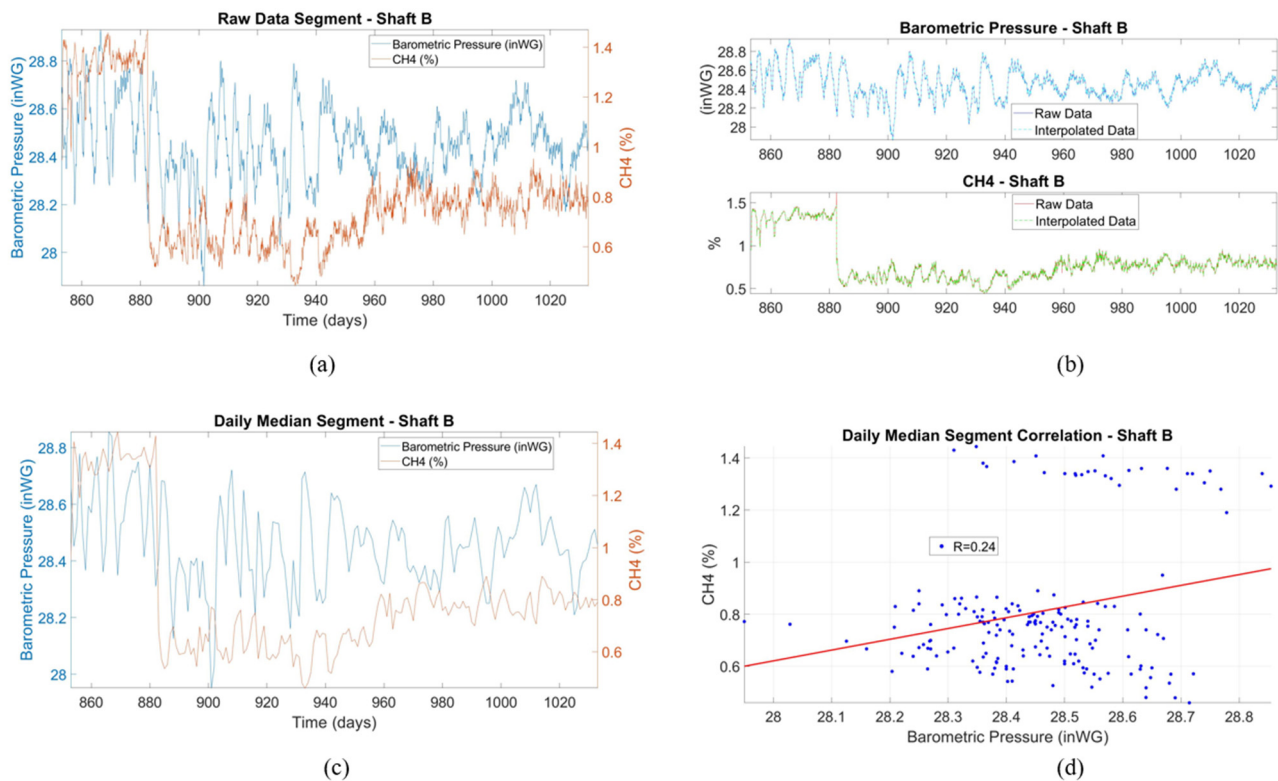 Raw Data Segment - Shaft B
Barometric Pressure (inWG)
CH4 (%)
28.8
28.6
28.4
28.2
28
Barometric Pressure (inWG)
1.4
1.2
1
0.8
0.6
CH4 (%)
860 880 900 920 940 960 980 1000 1020
Time (days)
(a)
Barometric Pressure - Shaft B
28.8
28.6
28.4
28.2
28
(inWG)
Raw Data
Interpolated Data
860 880 900 920 940 960 980 1000 1020
CH4 - Shaft B
1.5
1
0.5
%
Raw Data
Interpolated Data
860 880 900 920 940 960 980 1000 1020
(b)
Daily Median Segment - Shaft B
Barometric Pressure (inWG)
CH4 (%)
28.8
28.6
28.4
28.2
28
Barometric Pressure (inWG)
1.4
1.2
1
0.8
0.6
CH4 (%)
860 880 900 920 940 960 980 1000 1020
Time (days)
(c)
Daily Median Segment Correlation - Shaft B
1.4
1.2
1
0.8
0.6
CH4 (%)
R=0.24
28 28.1 28.2 28.3 28.4 28.5 28.6 28.7 28.8
Barometric Pressure (inWG)
(d)